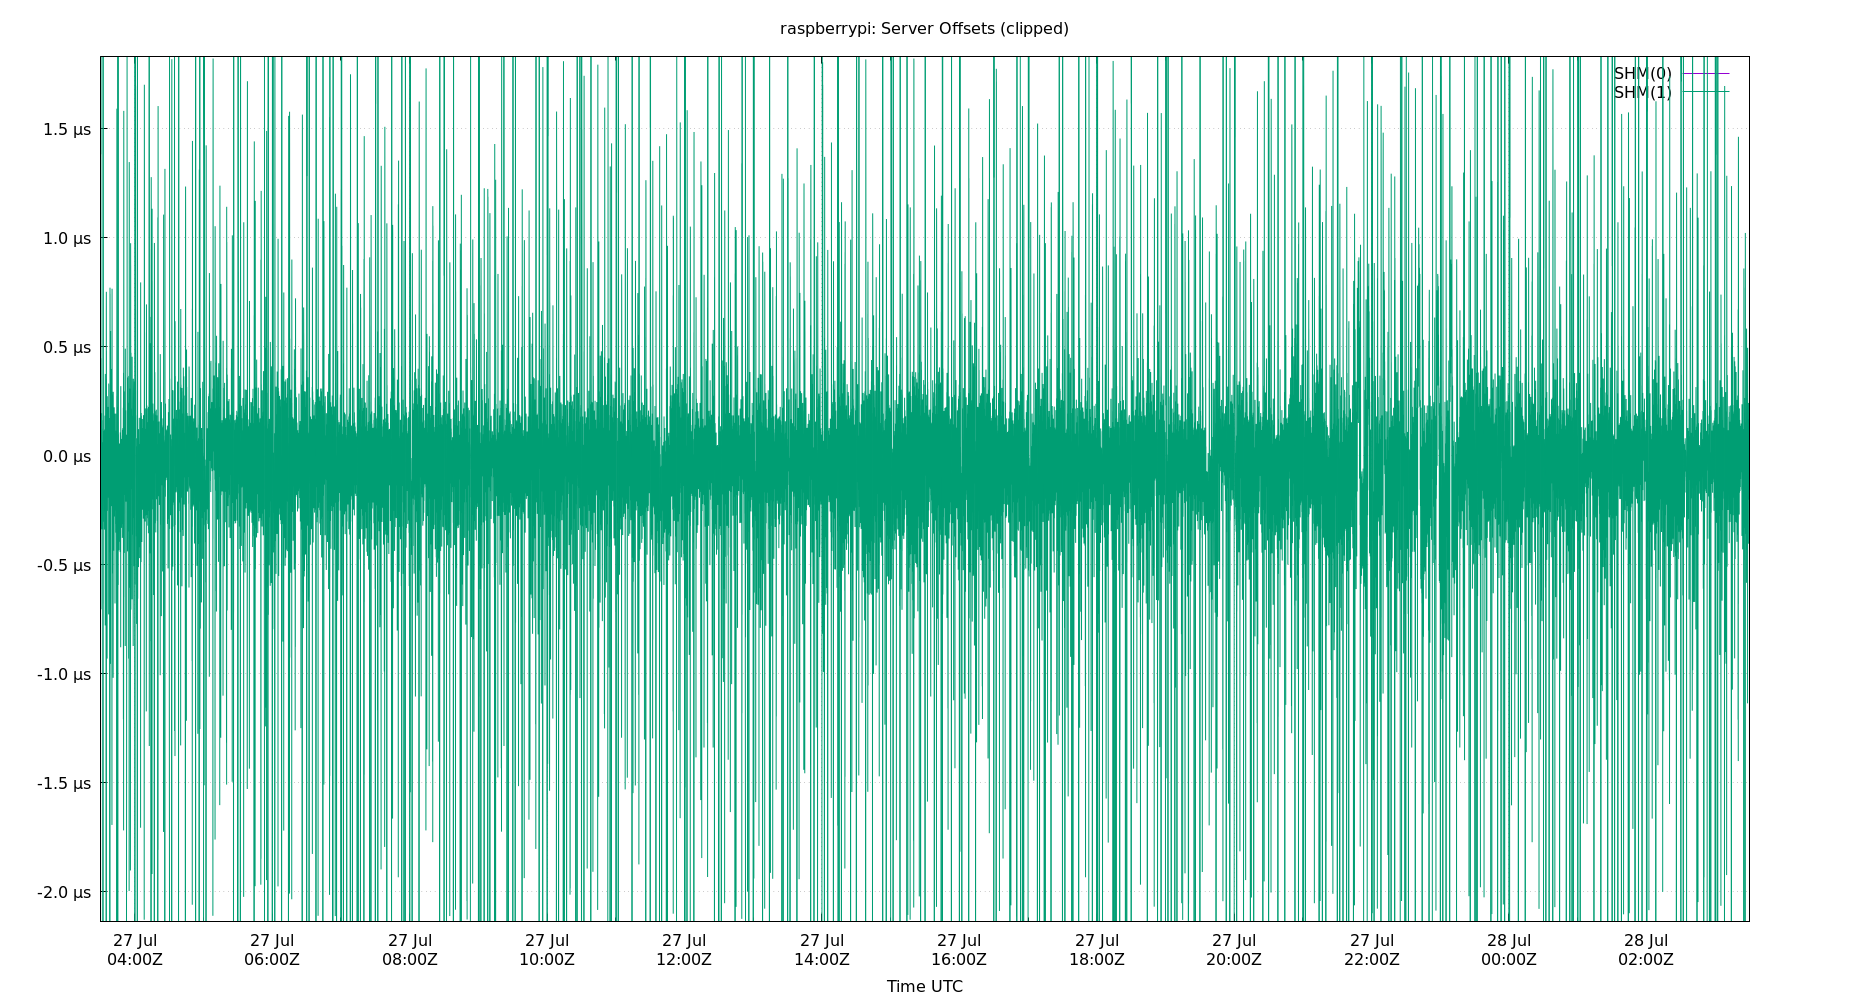 raspberrypi: Server Offsets (clipped)
SHM(0)
SHM(1)
1.5 µs
1.0 µs
0.5 µs
0.0 µs
-0.5 µs
-1.0 µs
-1.5 µs
-2.0 µs
27 Jul 27 Jul 27 Jul 27 Jul 27 Jul 27 Jul 27 Jul 27 Jul 27 Jul 27 Jul 28 Jul 28 Jul
04:00Z 06:00Z 08:00Z 10:00Z 12:00Z 14:00Z 16:00Z 18:00Z 20:00Z 22:00Z 00:00Z 02:00Z
Time UTC